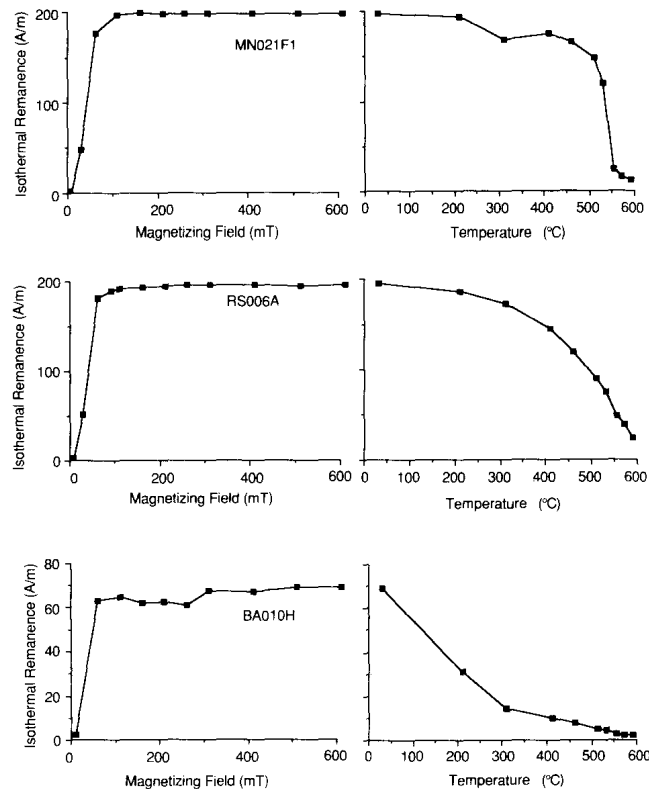 Isothermal Remanence (A/m)
200
100
0
MN021F1
0 200 400 600
Magnetizing Field (mT)
0 100 200 300 400 500 600
Temperature (°C)
Isothermal Remanence (A/m)
200
100
0
RS006A
0 200 400 600
Magnetizing Field (mT)
0 100 200 300 400 500 600
Temperature (°C)
Isothermal Remanence (A/m)
80
60
40
20
0
BA010H
0 200 400 600
Magnetizing Field (mT)
0 100 200 300 400 500 600
Temperature (°C)